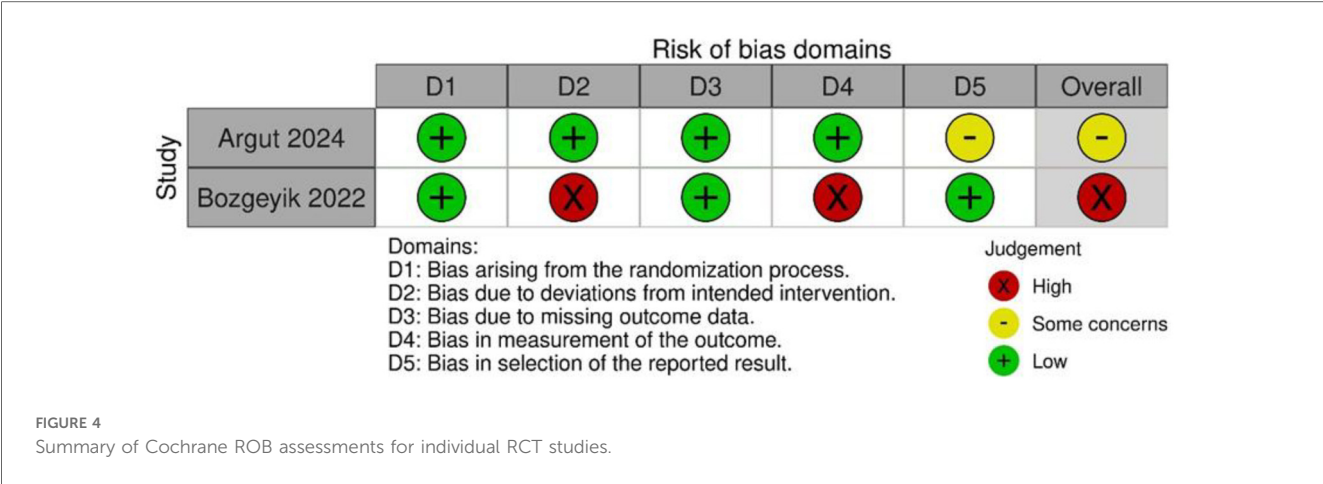 Risk of bias domains
D1 D2 D3 D4 D5 Overall
Study
Argut 2024 + + + + - -
Bozgeyik 2022 + X + X + X
Domains:
D1: Bias arising from the randomization process.
D2: Bias due to deviations from intended intervention.
D3: Bias due to missing outcome data.
D4: Bias in measurement of the outcome.
D5: Bias in selection of the reported result.
Judgement
X High
- Some concerns
+ Low
FIGURE 4
Summary of Cochrane ROB assessments for individual RCT studies.